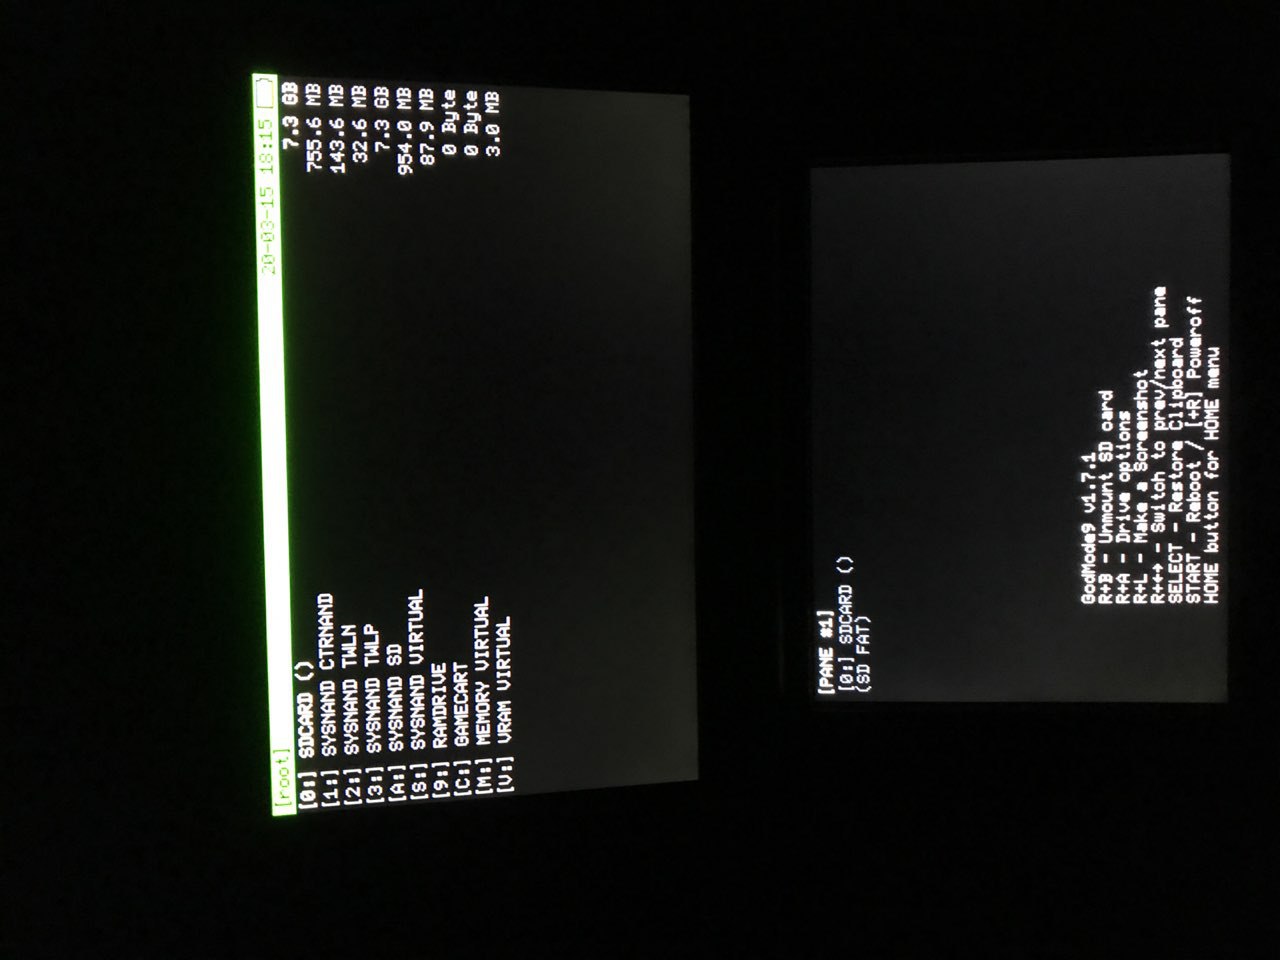 [root] 20-03-15 18:15
[0:] SDCARD () 7.3 GB
[1:] SYSNAND CTRNAND 755.6 MB
[2:] SYSNAND TWLN 143.6 MB
[3:] SYSNAND TWLP 32.6 MB
[A:] SYSNAND SD 7.3 GB
[S:] SYSNAND VIRTUAL 954.0 MB
[9:] RAMDRIVE 87.9 MB
[C:] GAMECART 0 Byte
[M:] MEMORY VIRTUAL 0 Byte
[V:] VRAM VIRTUAL 3.0 MB
[PANE #1]
[0:] SDCARD ()
(SD FAT)
GodMode9 v1.7.1
R+B - Unmount SD card
R+A - Drive options
R+L - Make a Screenshot
R+←→ - Switch to prev/next pane
SELECT - Restore Clipboard
START - Reboot / [+R] Poweroff
HOME button for HOME menu